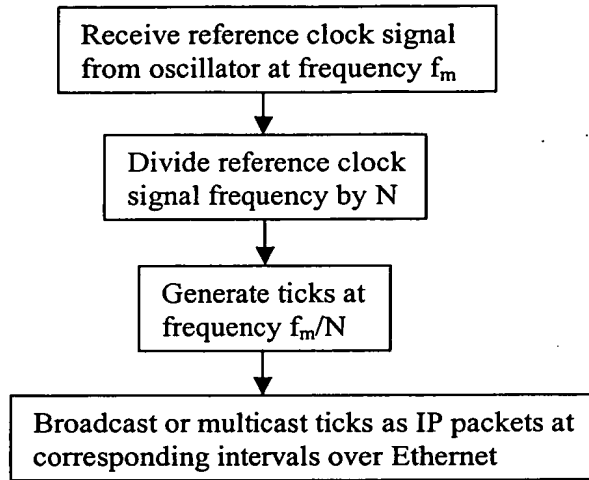 Receive reference clock signal
from oscillator at frequency fₘ
Divide reference clock
signal frequency by N
Generate ticks at
frequency fₘ/N
Broadcast or multicast ticks as IP packets at
corresponding intervals over Ethernet